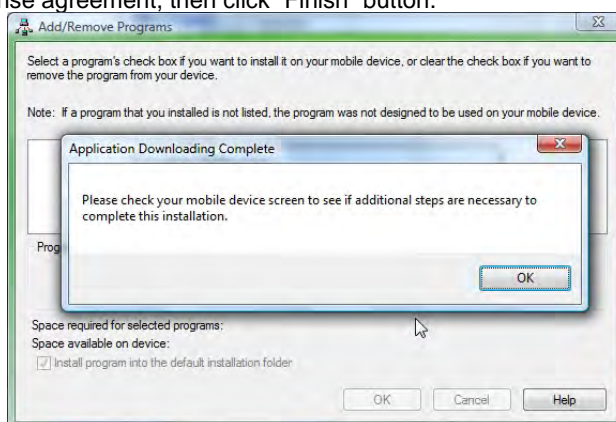 nse agreement, then click "Finish" button.
Add/Remove Programs
Select a program's check box if you want to install it on your mobile device, or clear the check box if you want to
remove the program from your device.
Note: If a program that you installed is not listed, the program was not designed to be used on your mobile device.
Application Downloading Complete
Please check your mobile device screen to see if additional steps are necessary to
complete this installation.
Prog
OK
Space required for selected programs:
Space available on device:
Install program into the default installation folder
OK Cancel Help